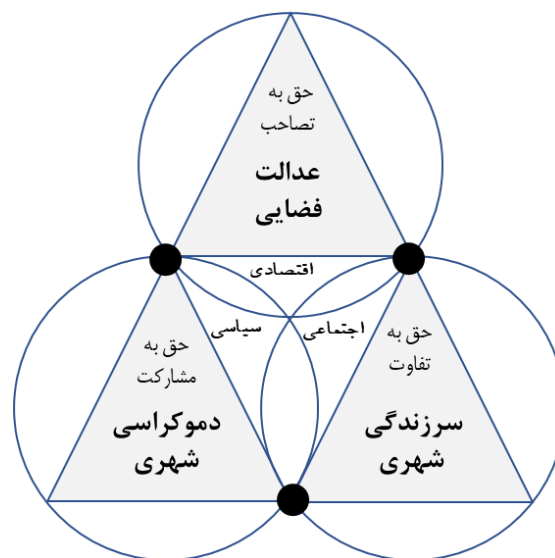 حق به
تصاحب
عدالت
فضایی
اقتصادی
اجتماعی
سیاسی
حق به
تفاوت
سرزندگی
شهری
حق به
مشارکت
دموکراسی
شهری